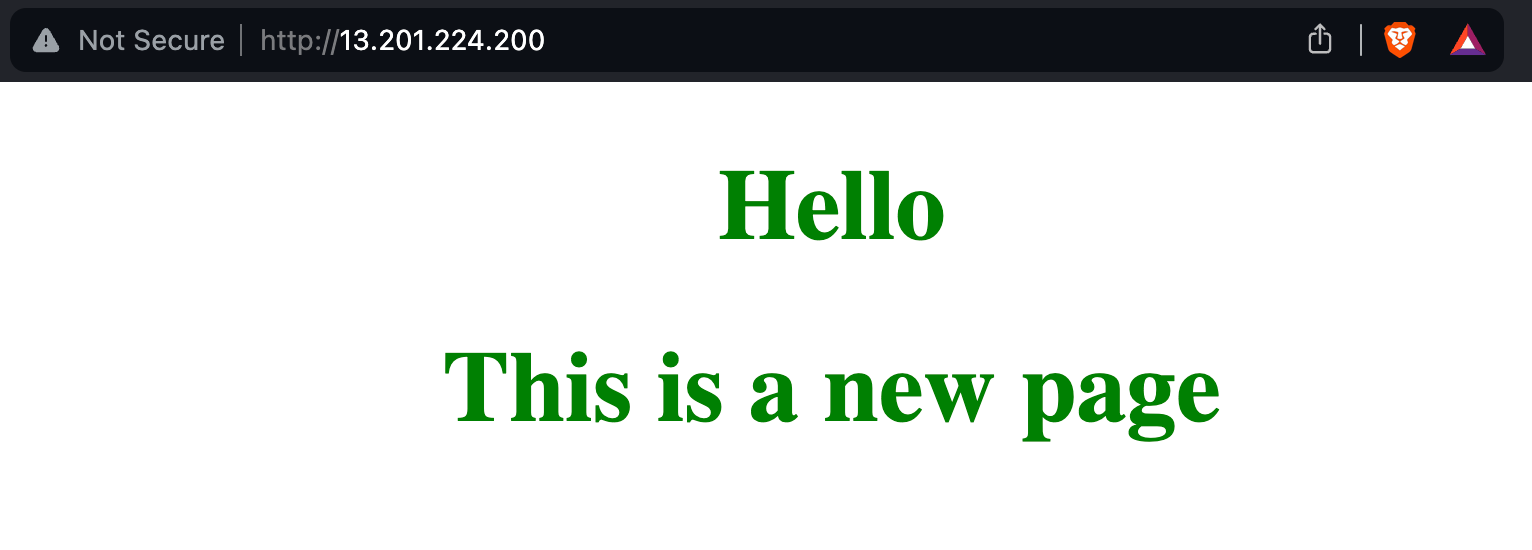 Not Secure http://13.201.224.200
Hello
This is a new page